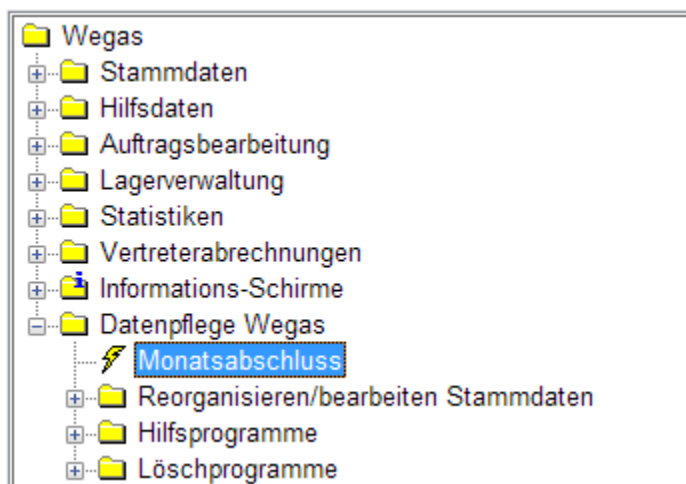 Wegas
Stammdaten
Hilfsdaten
Auftragsbearbeitung
Lagerverwaltung
Statistiken
Vertreterabrechnungen
Informations-Schirme
Datenpflege Wegas
Monatsabschluss
Reorganisieren/bearbeiten Stammdaten
Hilfsprogramme
Löschprogramme